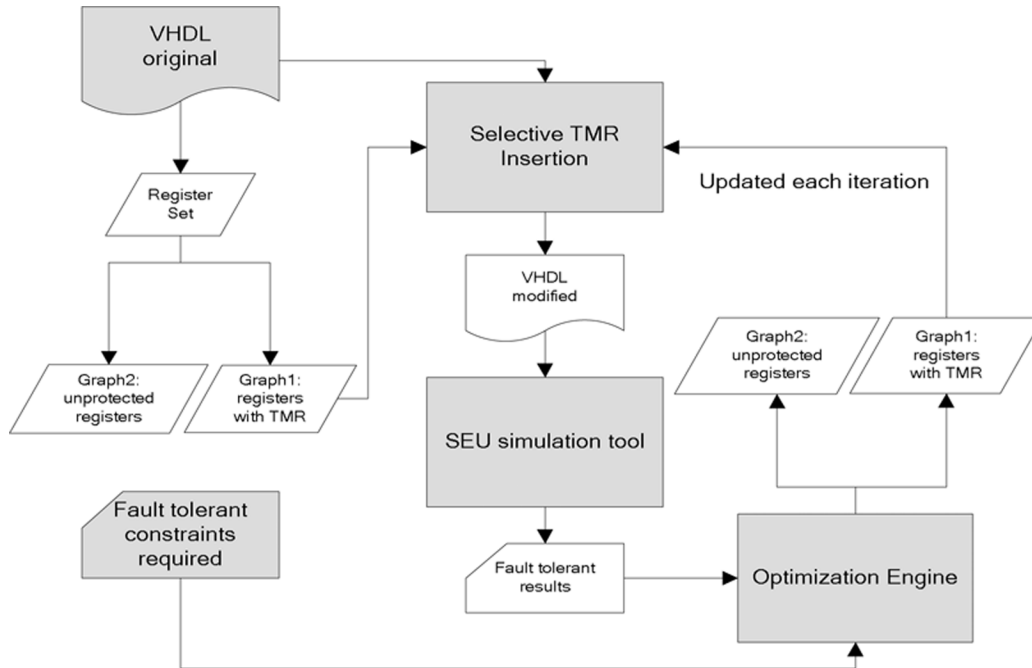 VHDL
original
Selective TMR
Insertion
Updated each iteration
Register
Set
VHDL
modified
Graph2:
unprotected
registers
Graph1:
registers
with TMR
Graph2:
unprotected
registers
Graph1:
registers
with TMR
SEU simulation tool
Fault tolerant
constraints
required
Fault tolerant
results
Optimization Engine